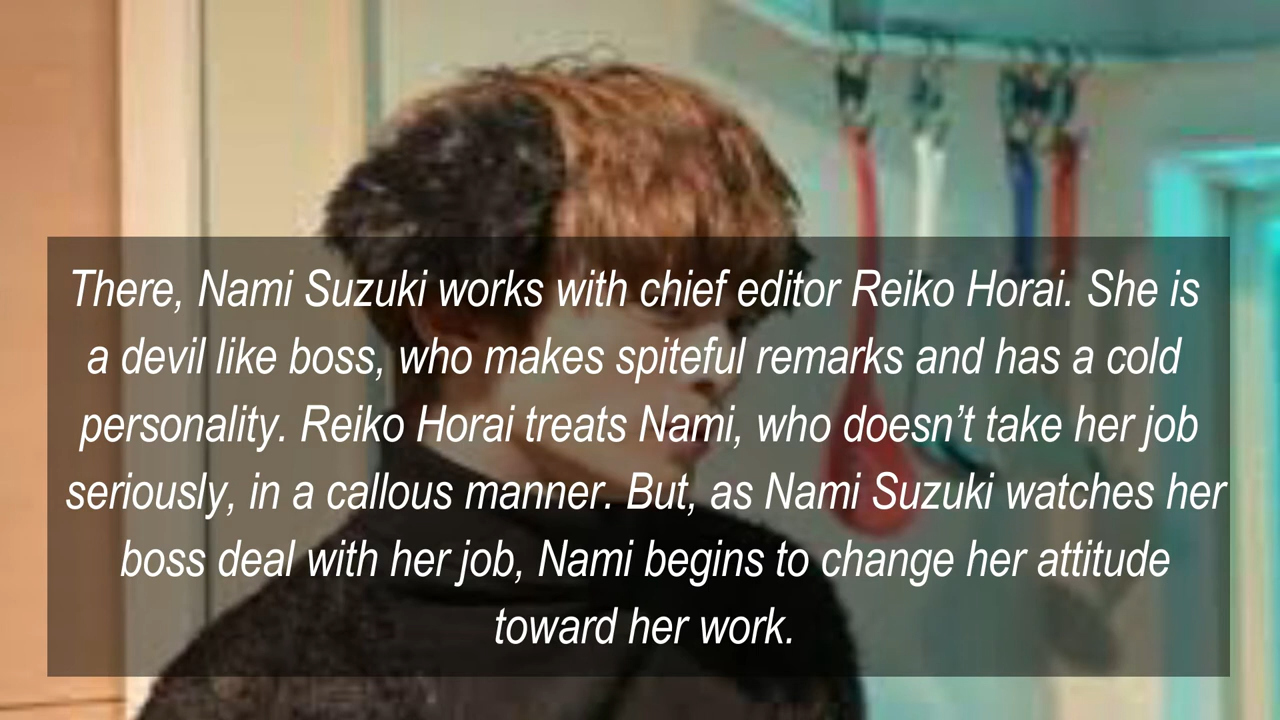 There, Nami Suzuki works with chief editor Reiko Horai. She is
a devil like boss, who makes spiteful remarks and has a cold
personality. Reiko Horai treats Nami, who doesn’t take her job
seriously, in a callous manner. But, as Nami Suzuki watches her
boss deal with her job, Nami begins to change her attitude
toward her work.